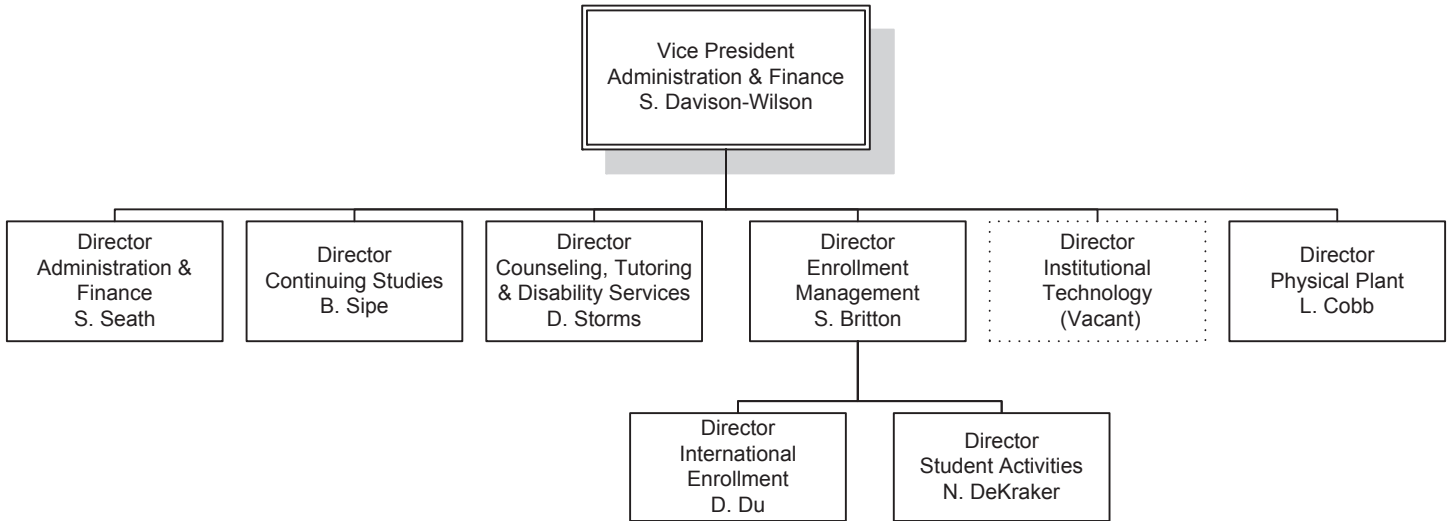 Vice President
Administration & Finance
S. Davison-Wilson
Director
Administration &
Finance
S. Seath
Director
Continuing Studies
B. Sipe
Director
Counseling, Tutoring
& Disability Services
D. Storms
Director
Enrollment
Management
S. Britton
Director
Institutional
Technology
(Vacant)
Director
Physical Plant
L. Cobb
Director
International
Enrollment
D. Du
Director
Student Activities
N. DeKraker